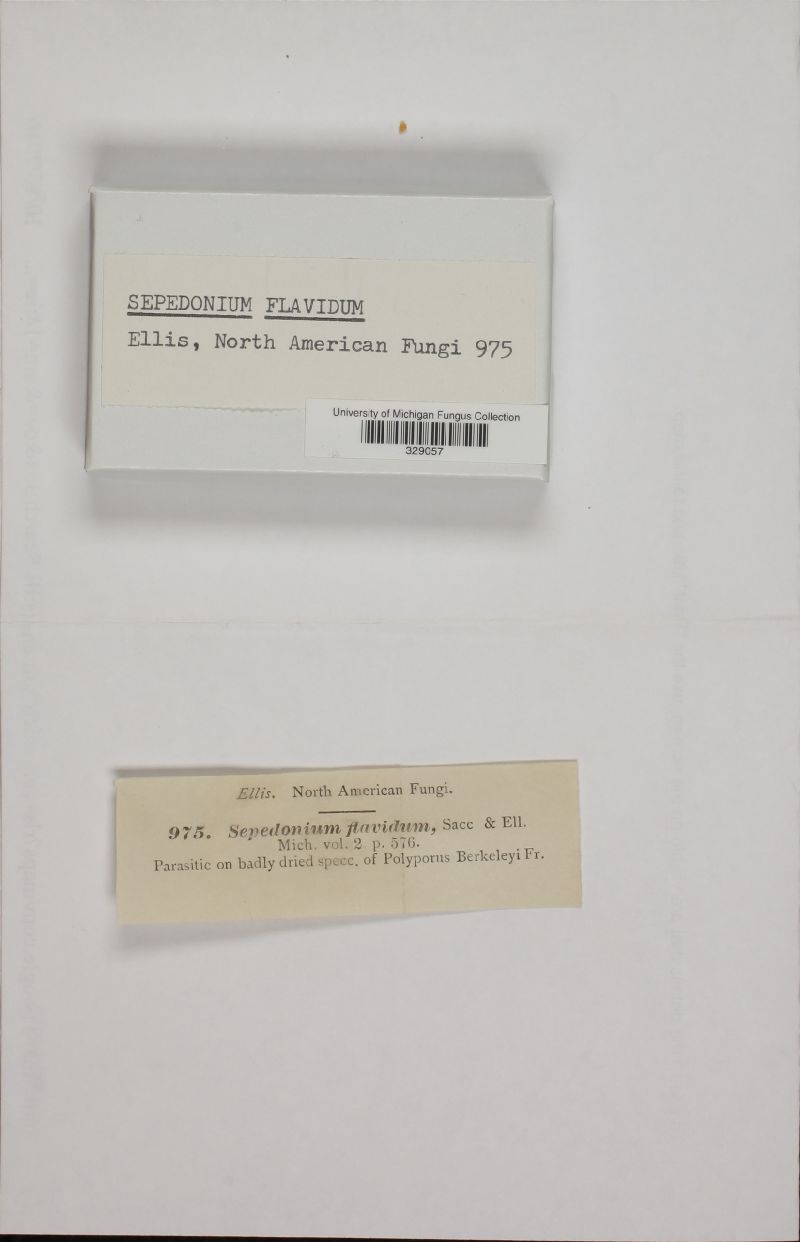 SEPEDONIUM FLAVIDUM
Ellis, North American Fungi 975
University of Michigan Fungus Collection
329057
Ellis. North American Fungi.
975. Sepedonium flavidum, Sacc & Ell.
Mich. vol. 2 p. 576.
Parasitic on badly dried specc. of Polyporus Berkeleyi Fr.